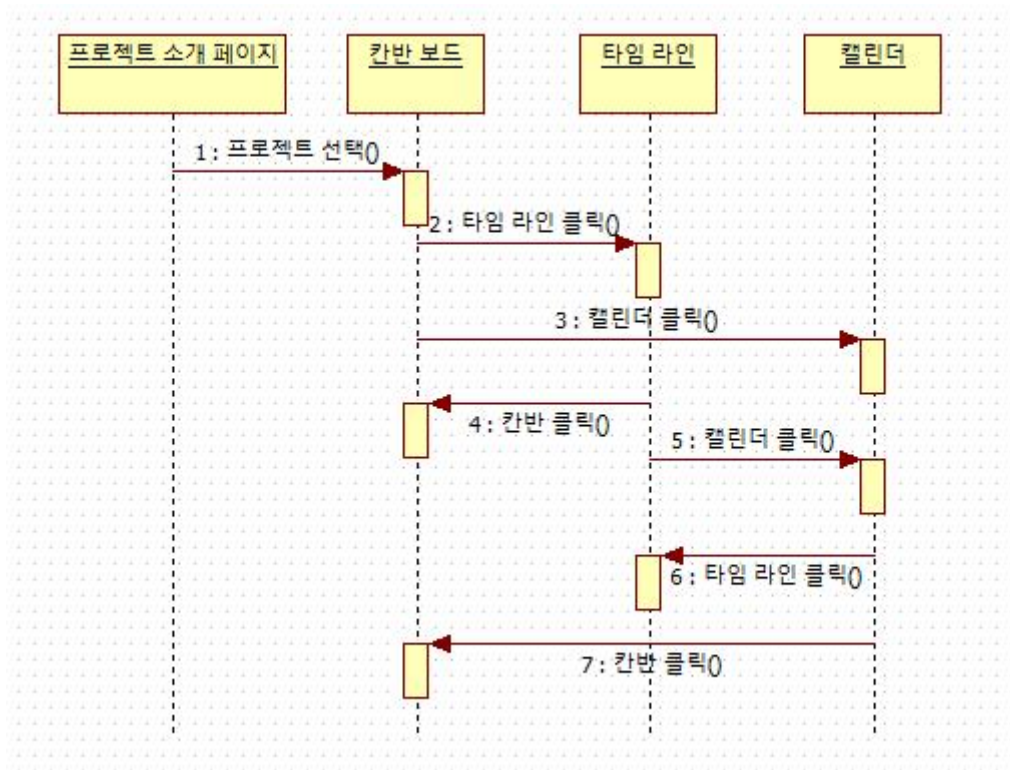 프로젝트 소개 페이지
칸반 보드
타임 라인
캘린더
1 : 프로젝트 선택()
2 : 타임 라인 클릭()
3 : 캘린더 클릭()
4 : 칸반 클릭()
5 : 캘린더 클릭()
6 : 타임 라인 클릭()
7 : 칸반 클릭()